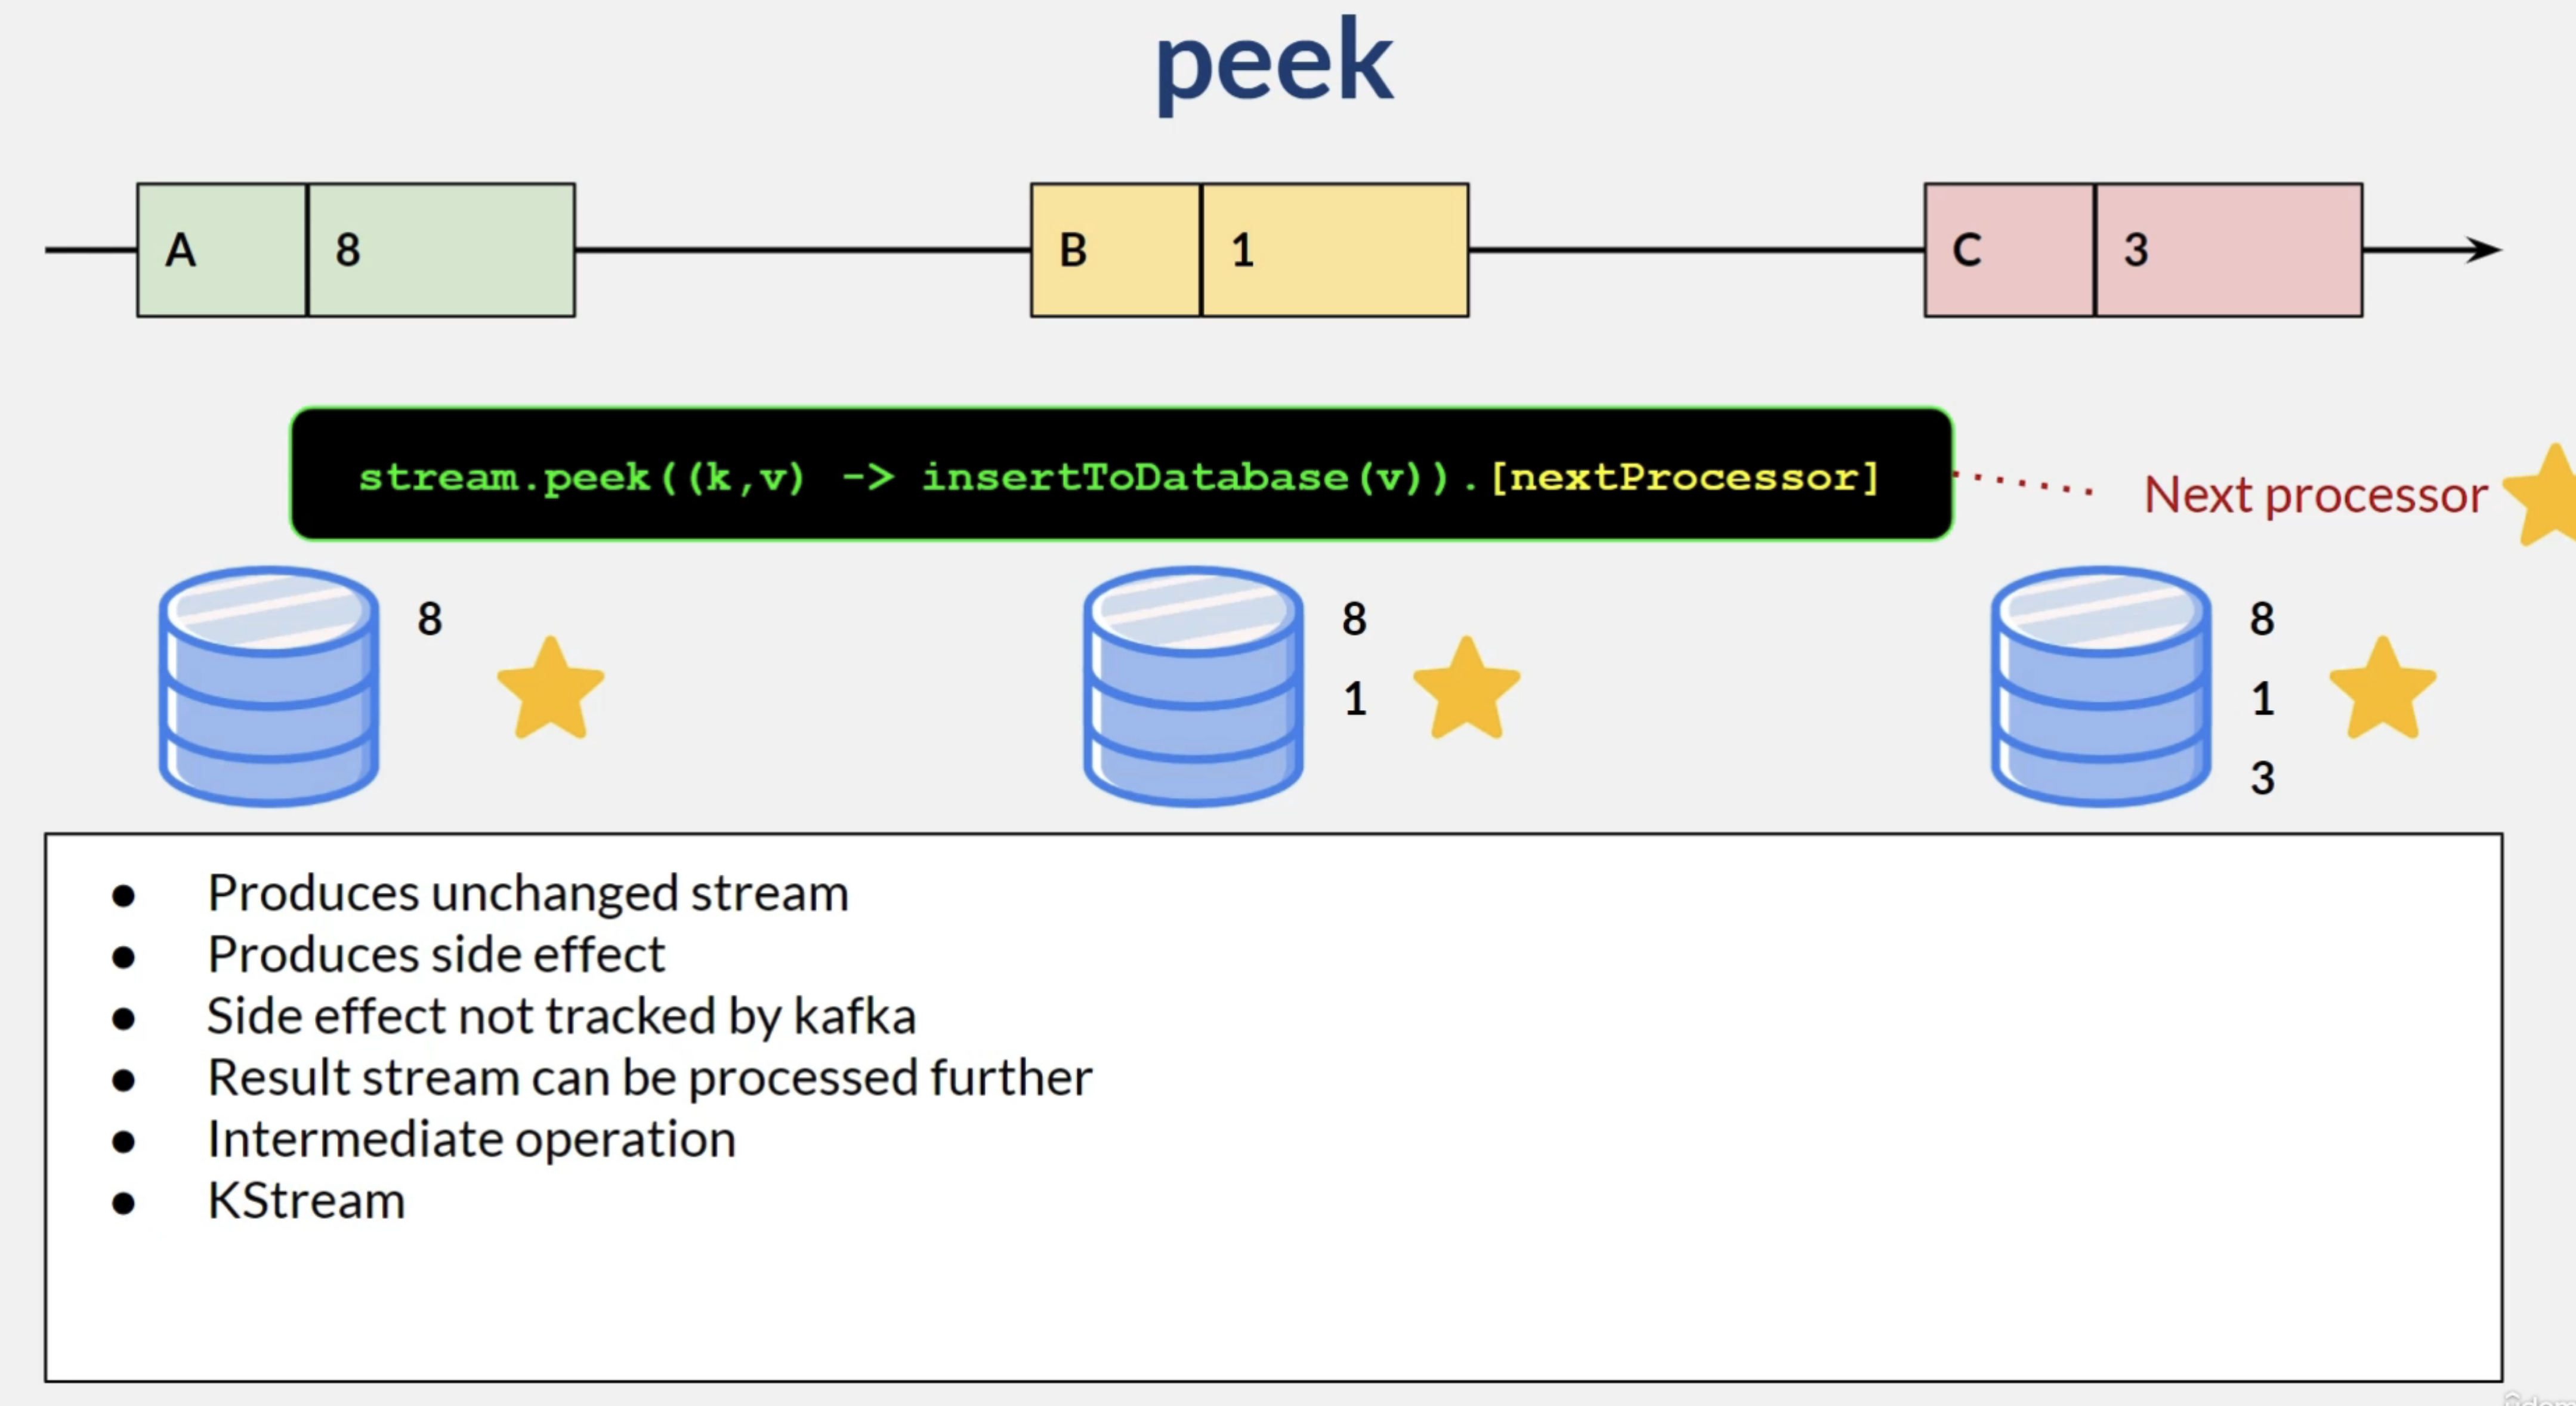 peek
A 8 B 1 C 3
stream.peek((k,v) -> insertToDatabase(v)).[nextProcessor]
Next processor
8 8 8
1 1
3
● Produces unchanged stream
● Produces side effect
● Side effect not tracked by kafka
● Result stream can be processed further
● Intermediate operation
● KStream